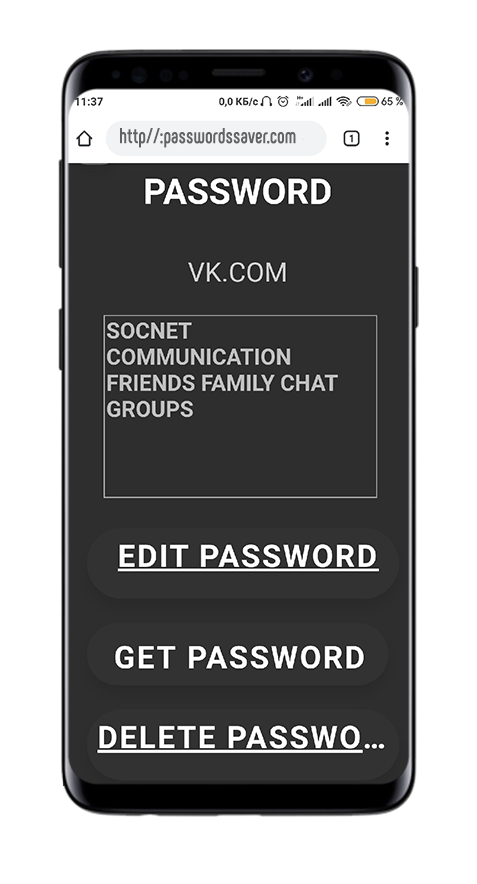 11:37 0,0 КБ/с 65 %
http//:passwordssaver.com 1
PASSWORD
VK.COM
SOCNET
COMMUNICATION
FRIENDS FAMILY CHAT
GROUPS
EDIT PASSWORD
GET PASSWORD
DELETE PASSWO...